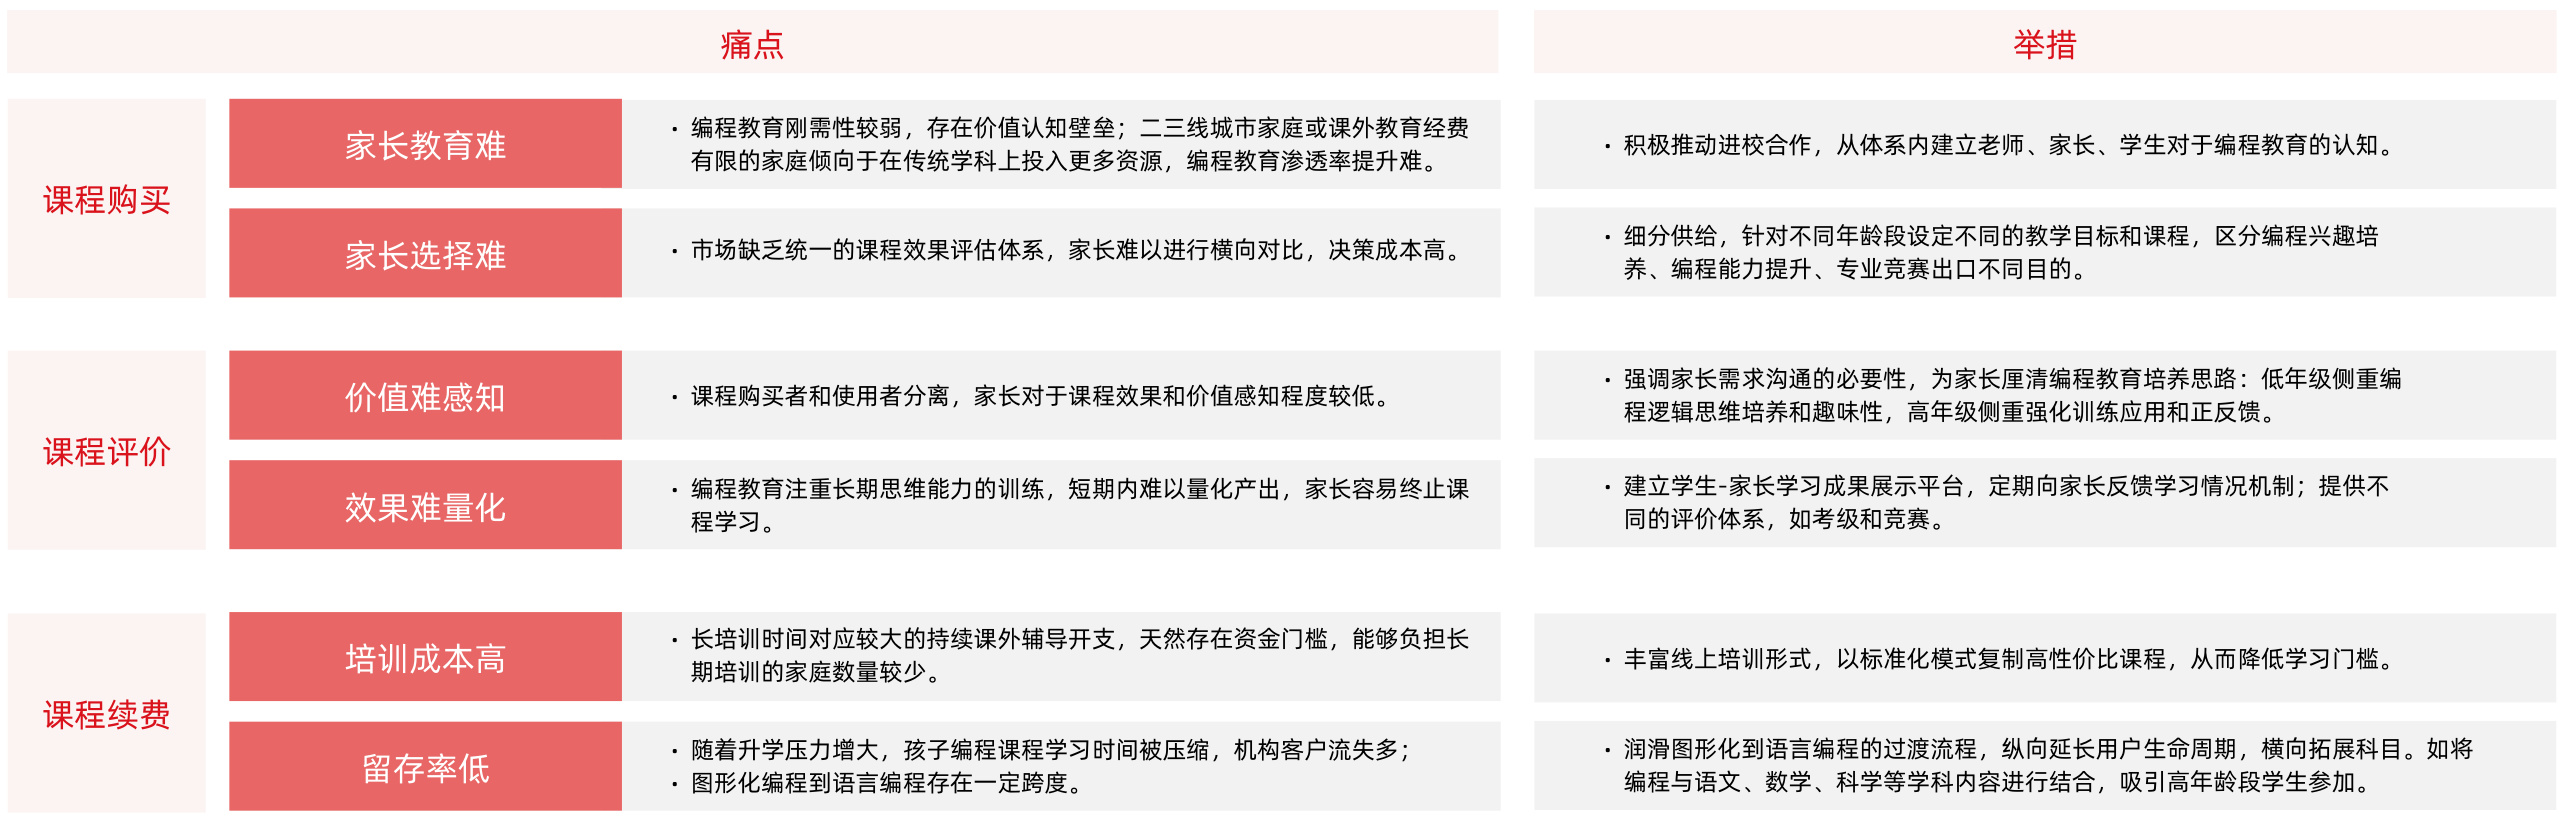 痛点
举措
课程购买
家长教育难
· 编程教育刚需性较弱，存在价值认知壁垒；二三线城市家庭或课外教育经费
有限的家庭倾向于在传统学科上投入更多资源，编程教育渗透率提升难。
· 积极推动进校合作，从体系内建立老师、家长、学生对于编程教育的认知。
家长选择难
· 市场缺乏统一的课程效果评估体系，家长难以进行横向对比，决策成本高。
· 细分供给，针对不同年龄段设定不同的教学目标和课程，区分编程兴趣培
养、编程能力提升、专业竞赛出口不同目的。
课程评价
价值难感知
· 课程购买者和使用者分离，家长对于课程效果和价值感知程度较低。
· 强调家长需求沟通的必要性，为家长厘清编程教育培养思路：低年级侧重编
程逻辑思维培养和趣味性，高年级侧重强化训练应用和正反馈。
效果难量化
· 编程教育注重长期思维能力的训练，短期内难以量化产出，家长容易终止课
程学习。
· 建立学生-家长学习成果展示平台，定期向家长反馈学习情况机制；提供不
同的评价体系，如考级和竞赛。
课程续费
培训成本高
· 长培训时间对应较大的持续课外辅导开支，天然存在资金门槛，能够负担长
期培训的家庭数量较少。
· 丰富线上培训形式，以标准化模式复制高性价比课程，从而降低学习门槛。
留存率低
· 随着升学压力增大，孩子编程课程学习时间被压缩，机构客户流失多；
· 图形化编程到语言编程存在一定跨度。
· 润滑图形化到语言编程的过渡流程，纵向延长用户生命周期，横向拓展科目。如将
编程与语文、数学、科学等学科内容进行结合，吸引高年龄段学生参加。